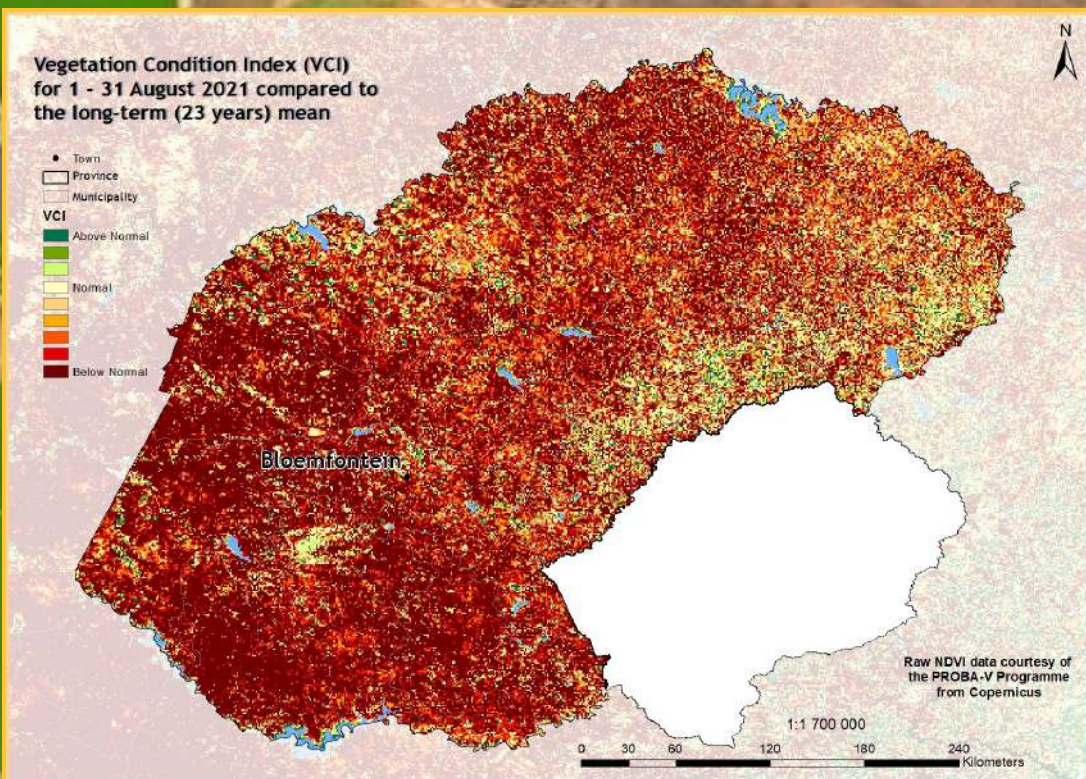 Vegetation Condition Index (VCI)
for 1 - 31 August 2021 compared to
the long-term (23 years) mean
N
Town
Province
Municipality
VCI
Above Normal
Normal
Below Normal
Bloemfontein
Raw NDVI data courtesy of
the PROBA-V Programme
from Copernicus
1:1 700 000
0 30 60 120 180 240
Kilometers